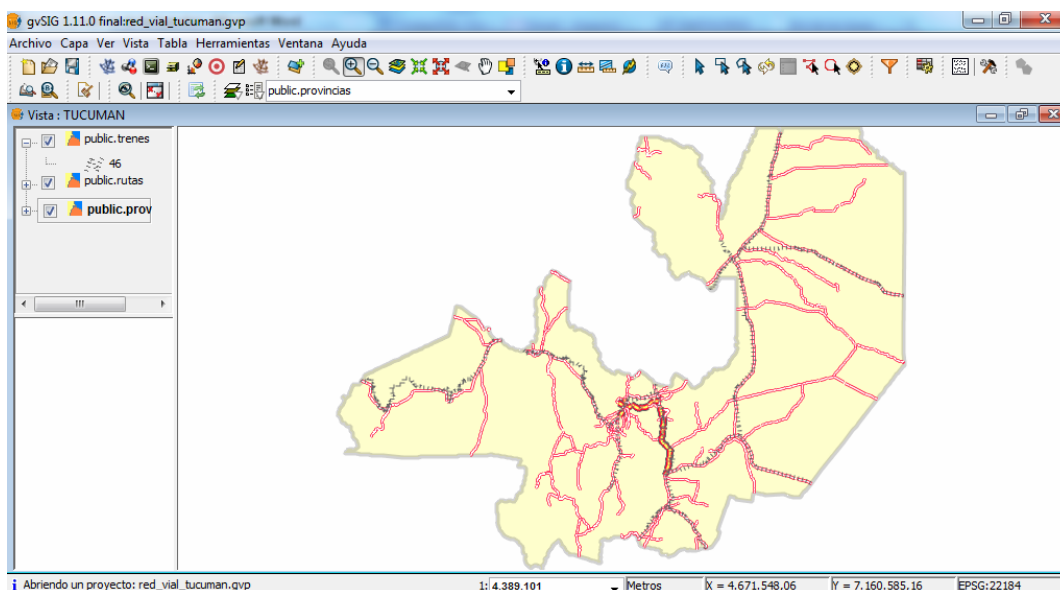 gvSIG 1.11.0 final:red_vial_tucuman.gvp
Archivo Capa Ver Vista Tabla Herramientas Ventana Ayuda
public.provincias
Vista : TUCUMAN
public.trenes
46
public.rutas
public.prov
Abriendo un proyecto: red_vial_tucuman.gvp 1: 4.389.101 Metros X = 4.671.548,06 Y = 7.160.585,16 EPSG:22184